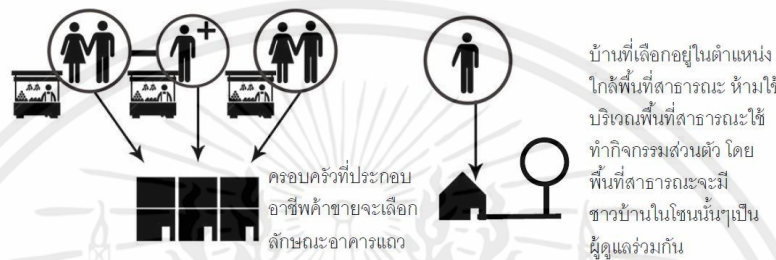 ครอบครัวที่ประกอบ
อาชีพค้าขายจะเลือก
ลักษณะอาคารแถว
บ้านที่เลือกอยู่ในตำแหน่ง
ใกล้พื้นที่สาธารณะ ห้ามใช้
บริเวณพื้นที่สาธารณะใช้
ทำกิจกรรมส่วนตัว โดย
พื้นที่สาธารณะจะมี
ชาวบ้านในโซนนั้นๆเป็น
ผู้ดูแลร่วมกัน